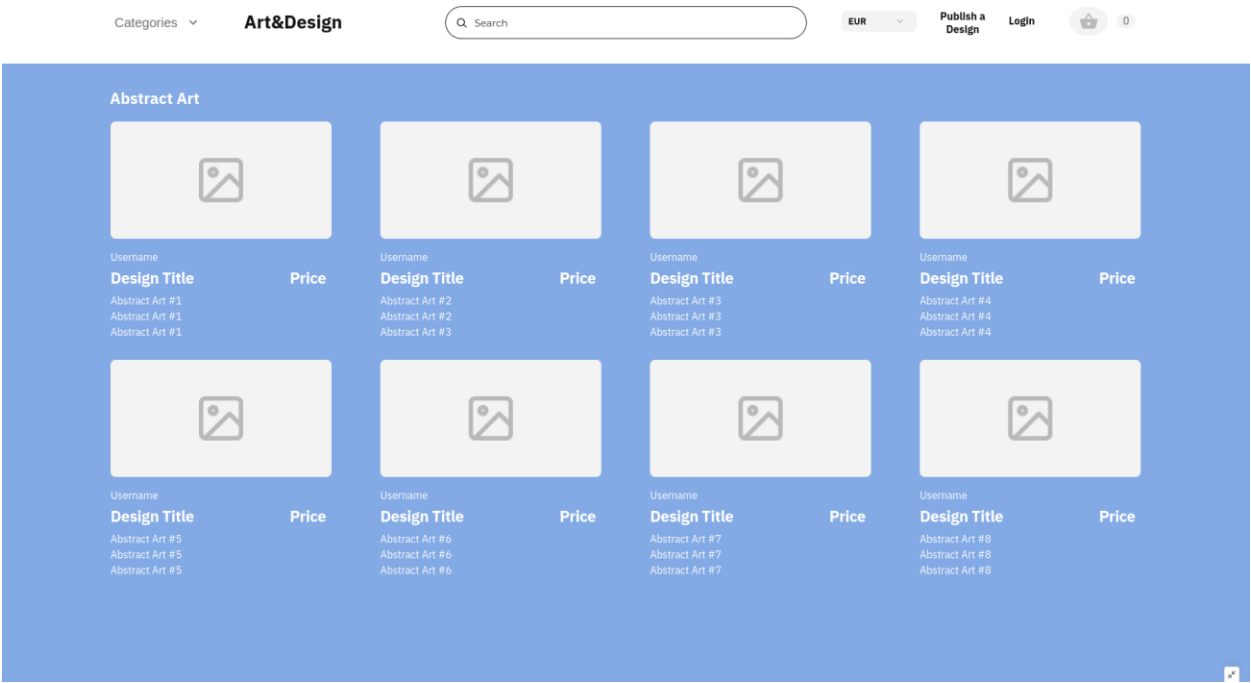 Categories
Art&Design
Search
EUR
Publish a
Design
Login
0
Abstract Art
Username
Design Title Price
Abstract Art #1
Abstract Art #1
Abstract Art #1
Username
Design Title Price
Abstract Art #2
Abstract Art #2
Abstract Art #3
Username
Design Title Price
Abstract Art #3
Abstract Art #3
Abstract Art #3
Username
Design Title Price
Abstract Art #4
Abstract Art #4
Abstract Art #4
Username
Design Title Price
Abstract Art #5
Abstract Art #5
Abstract Art #5
Username
Design Title Price
Abstract Art #6
Abstract Art #6
Abstract Art #6
Username
Design Title Price
Abstract Art #7
Abstract Art #7
Abstract Art #7
Username
Design Title Price
Abstract Art #8
Abstract Art #8
Abstract Art #8